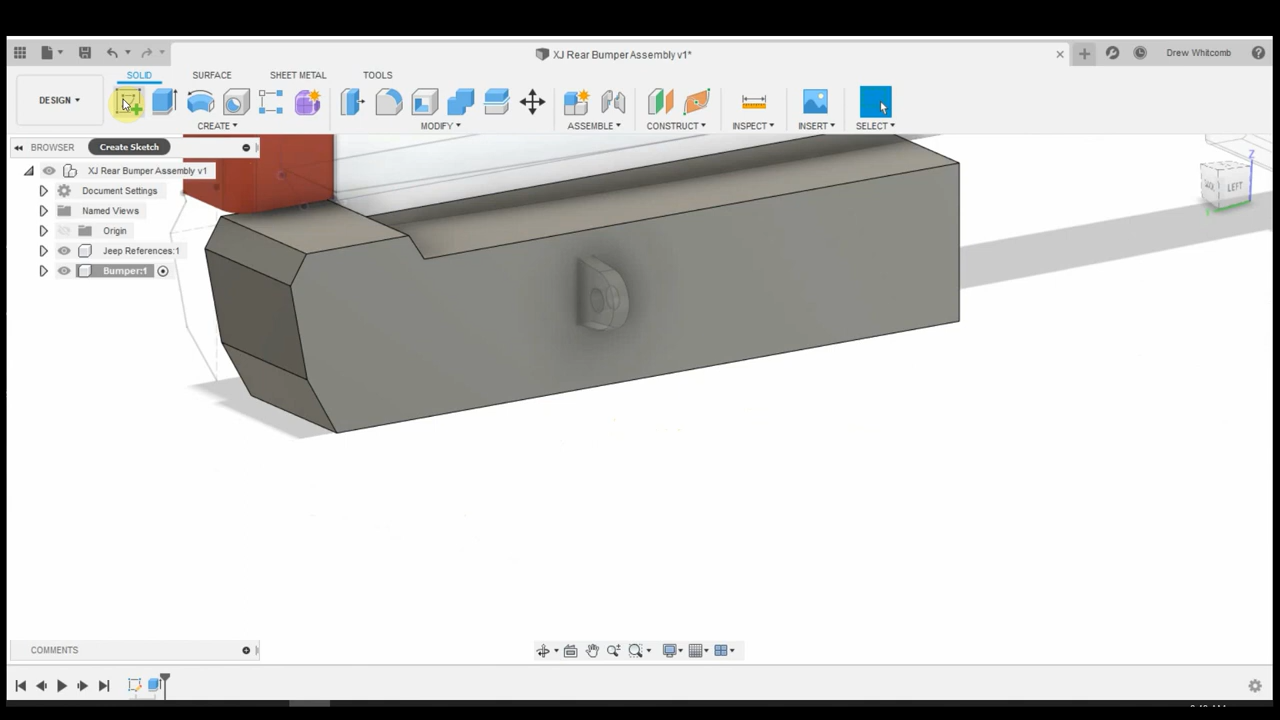 XJ Rear Bumper Assembly v1*
Drew Whitcomb
SOLID
SURFACE
SHEET METAL
TOOLS
DESIGN
CREATE
MODIFY
ASSEMBLE
CONSTRUCT
INSPECT
INSERT
SELECT
BROWSER
Create Sketch
XJ Rear Bumper Assembly v1
Document Settings
Named Views
Origin
Jeep References:1
Bumper:1
Z
LEFT
COMMENTS